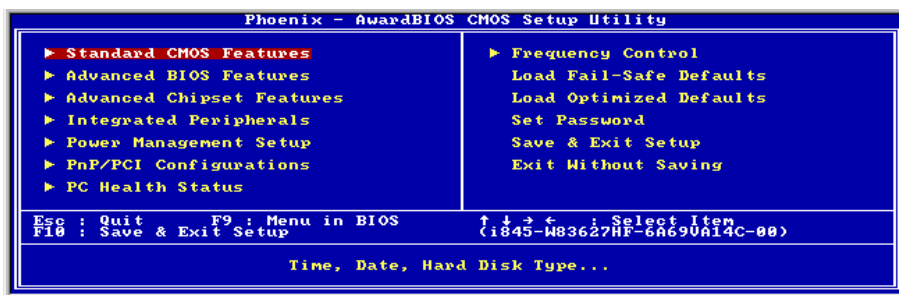 Phoenix - AwardBIOS CMOS Setup Utility
► Standard CMOS Features
► Advanced BIOS Features
► Advanced Chipset Features
► Integrated Peripherals
► Power Management Setup
► PnP/PCI Configurations
► PC Health Status
► Frequency Control
Load Fail-Safe Defaults
Load Optimized Defaults
Set Password
Save & Exit Setup
Exit Without Saving
Esc : Quit F9 : Menu in BIOS
F10 : Save & Exit Setup
↑ ↓ → ← : Select Item
(i845-W83627HF-6A69VA14C-00)
Time, Date, Hard Disk Type...